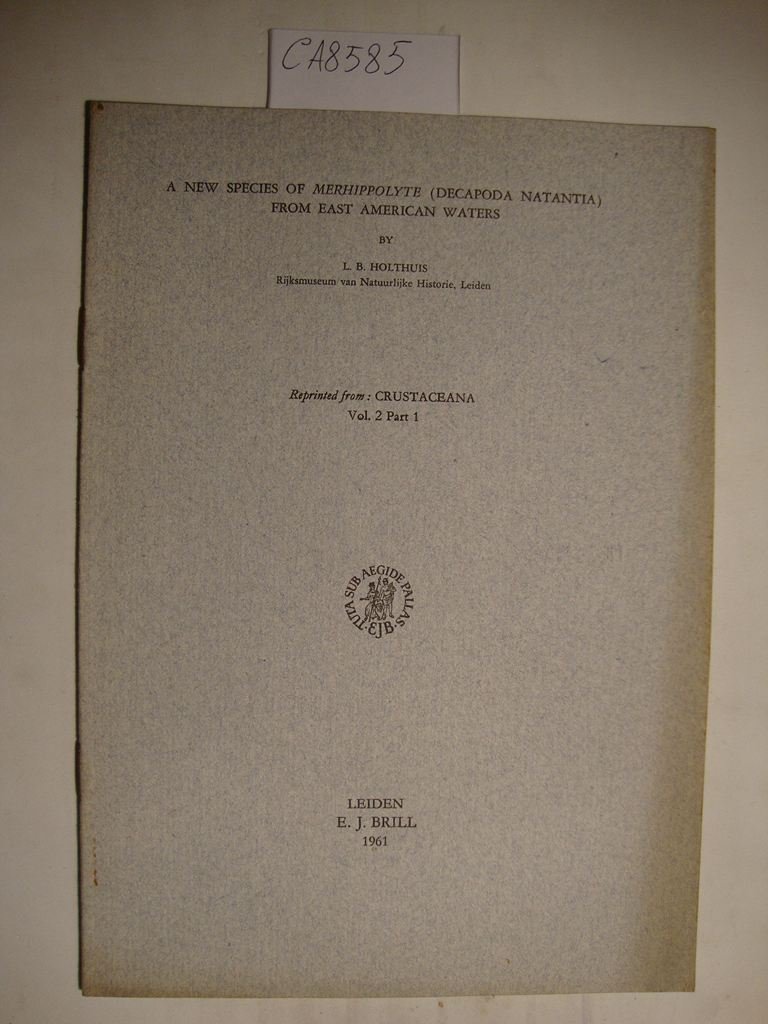 CA8585
A NEW SPECIES OF MERHIPPOLYTE (DECAPODA NATANTIA)
FROM EAST AMERICAN WATERS
BY
L. B. HOLTHUIS
Rijksmuseum van Natuurlijke Historie, Leiden
Reprinted from: CRUSTACEANA
Vol. 2 Part 1
TUTA SUB AEGIDE PALLAS · EJB ·
LEIDEN
E. J. BRILL
1961